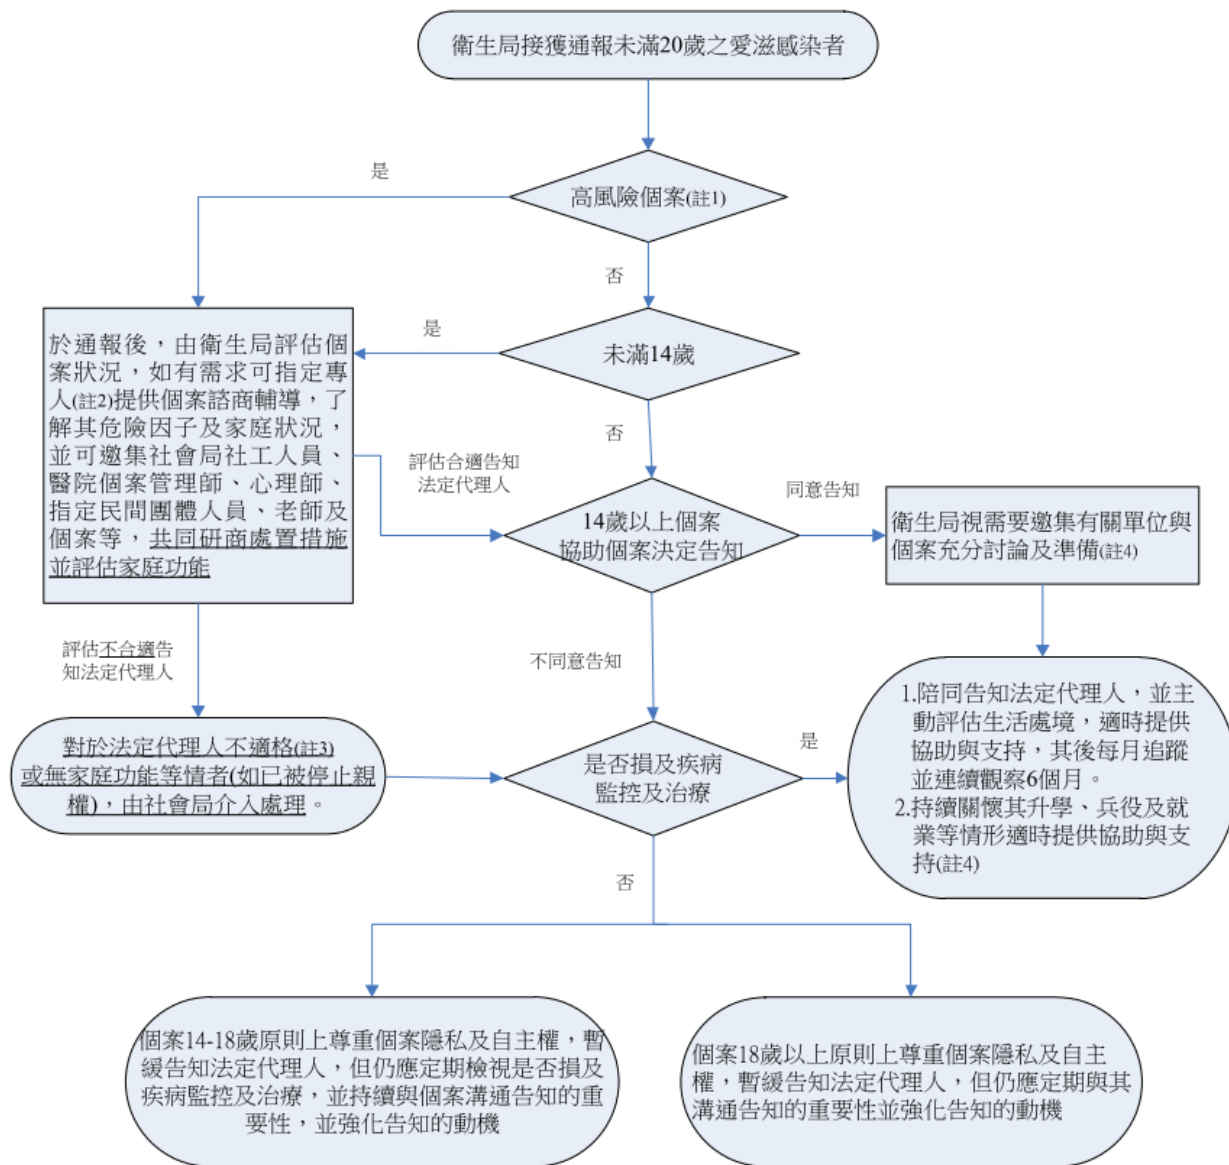 衛生局接獲通報未滿20歲之愛滋感染者
是
高風險個案(註1)
否
是
未滿14歲
於通報後，由衛生局評估個
案狀況，如有需求可指定專
人(註2)提供個案諮商輔導，了
解其危險因子及家庭狀況，
並可邀集社會局社工人員、
醫院個案管理師、心理師、
指定民間團體人員、老師及
個案等，共同研商處置措施
並評估家庭功能
否
評估合適告知
法定代理人
14歲以上個案
協助個案決定告知
同意告知
衛生局視需要邀集有關單位與
個案充分討論及準備(註4)
評估不合適告
知法定代理人
不同意告知
對於法定代理人不適格(註3)
或無家庭功能等情者(如已被停止親
權)，由社會局介入處理。
是否損及疾病
監控及治療
是
1.陪同告知法定代理人，並主
動評估生活處境，適時提供
協助與支持，其後每月追蹤
並連續觀察6個月。
2.持續關懷其升學、兵役及就
業等情形適時提供協助與支
持(註4)
否
個案14-18歲原則上尊重個案隱私及自主權，暫
緩告知法定代理人，但仍應定期檢視是否損及
疾病監控及治療，並持續與個案溝通告知的重
要性，並強化告知的動機
個案18歲以上原則上尊重個案隱私及自主
權，暫緩告知法定代理人，但仍應定期與其
溝通告知的重要性並強化告知的動機